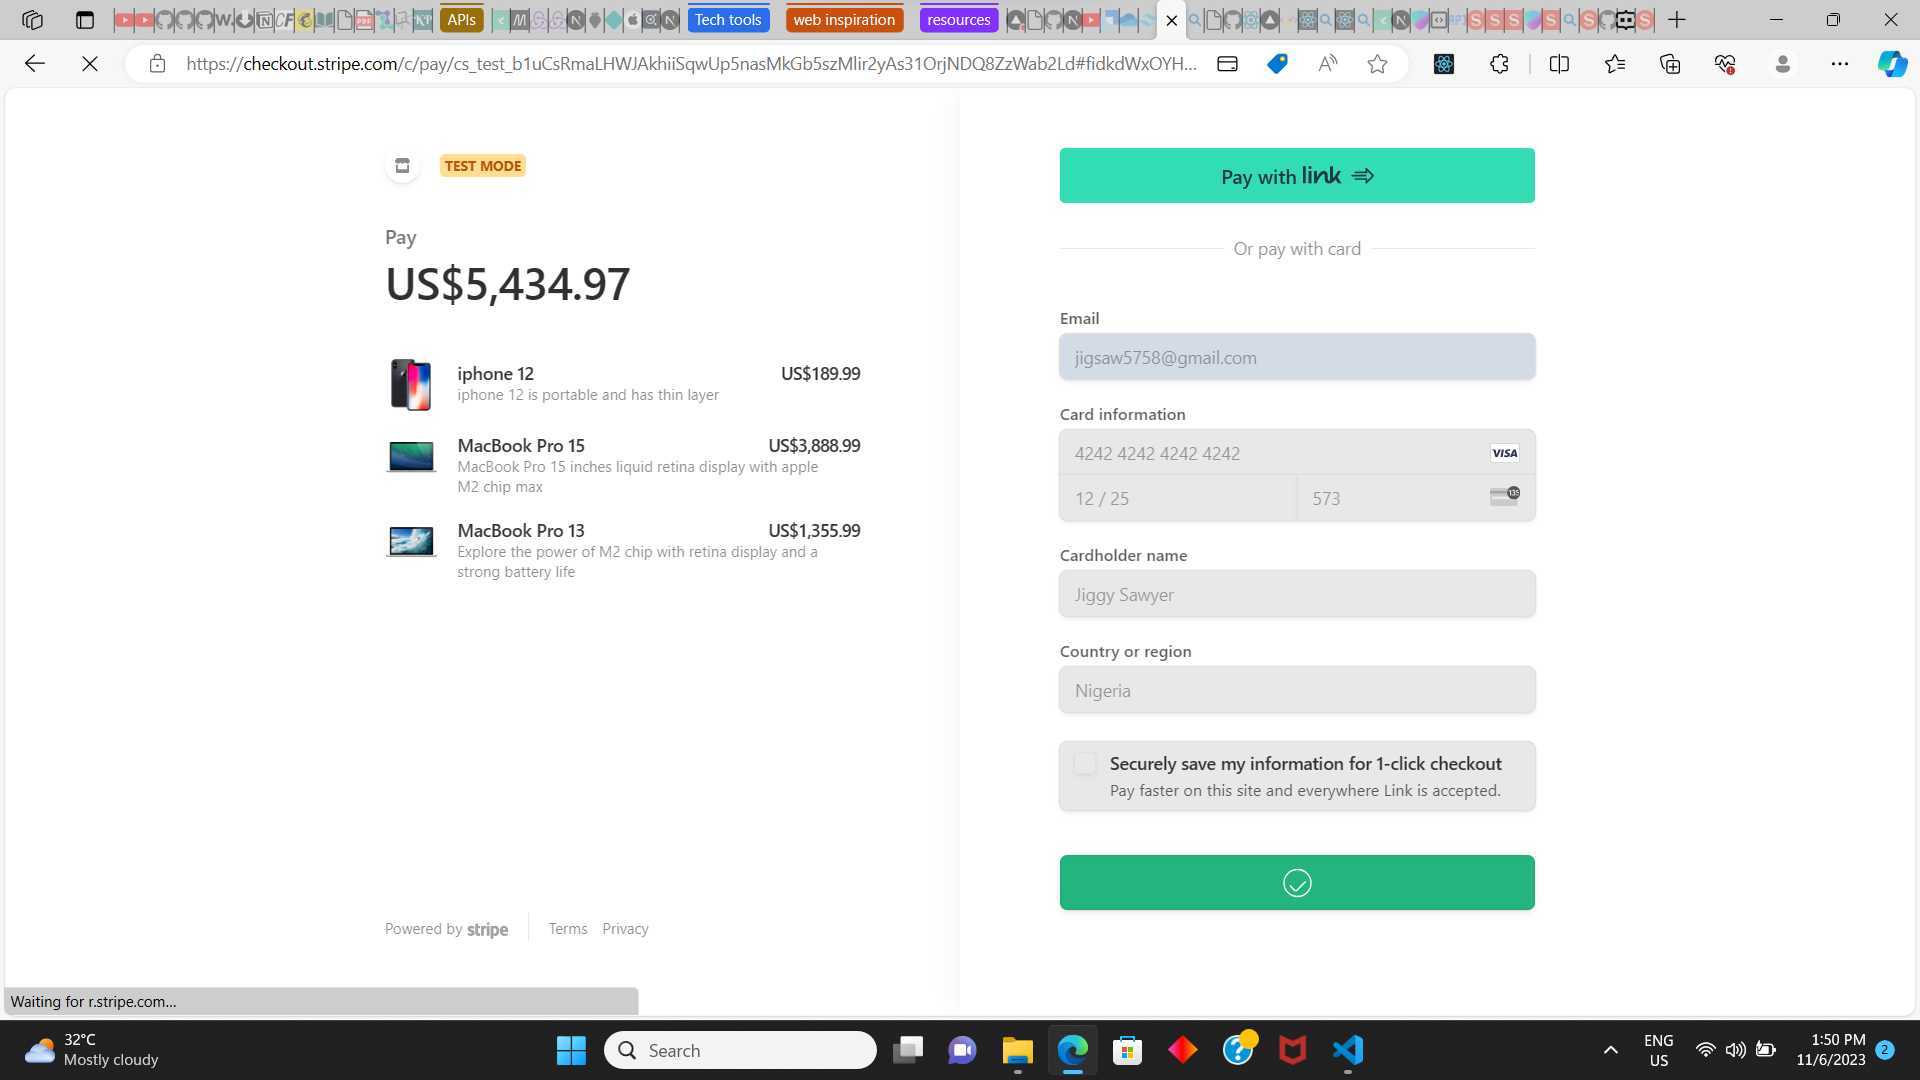 APIs
Tech tools
web inspiration
resources
https://checkout.stripe.com/c/pay/cs_test_b1uCsRmaLHWJAkhiiSqwUp5nasMkGb5szMlir2yAs31OrjNDQ8ZzWab2Ld#fidkdWxOYH...
TEST MODE
Pay
US$5,434.97
iphone 12 US$189.99
iphone 12 is portable and has thin layer
MacBook Pro 15 US$3,888.99
MacBook Pro 15 inches liquid retina display with apple
M2 chip max
MacBook Pro 13 US$1,355.99
Explore the power of M2 chip with retina display and a
strong battery life
Powered by stripe
Terms Privacy
Pay with link
Or pay with card
Email
jigsaw5758@gmail.com
Card information
4242 4242 4242 4242
VISA
12 / 25
573
135
Cardholder name
Jiggy Sawyer
Country or region
Nigeria
Securely save my information for 1-click checkout
Pay faster on this site and everywhere Link is accepted.
Waiting for r.stripe.com...
32°C
Mostly cloudy
Search
ENG
US
1:50 PM
11/6/2023
2